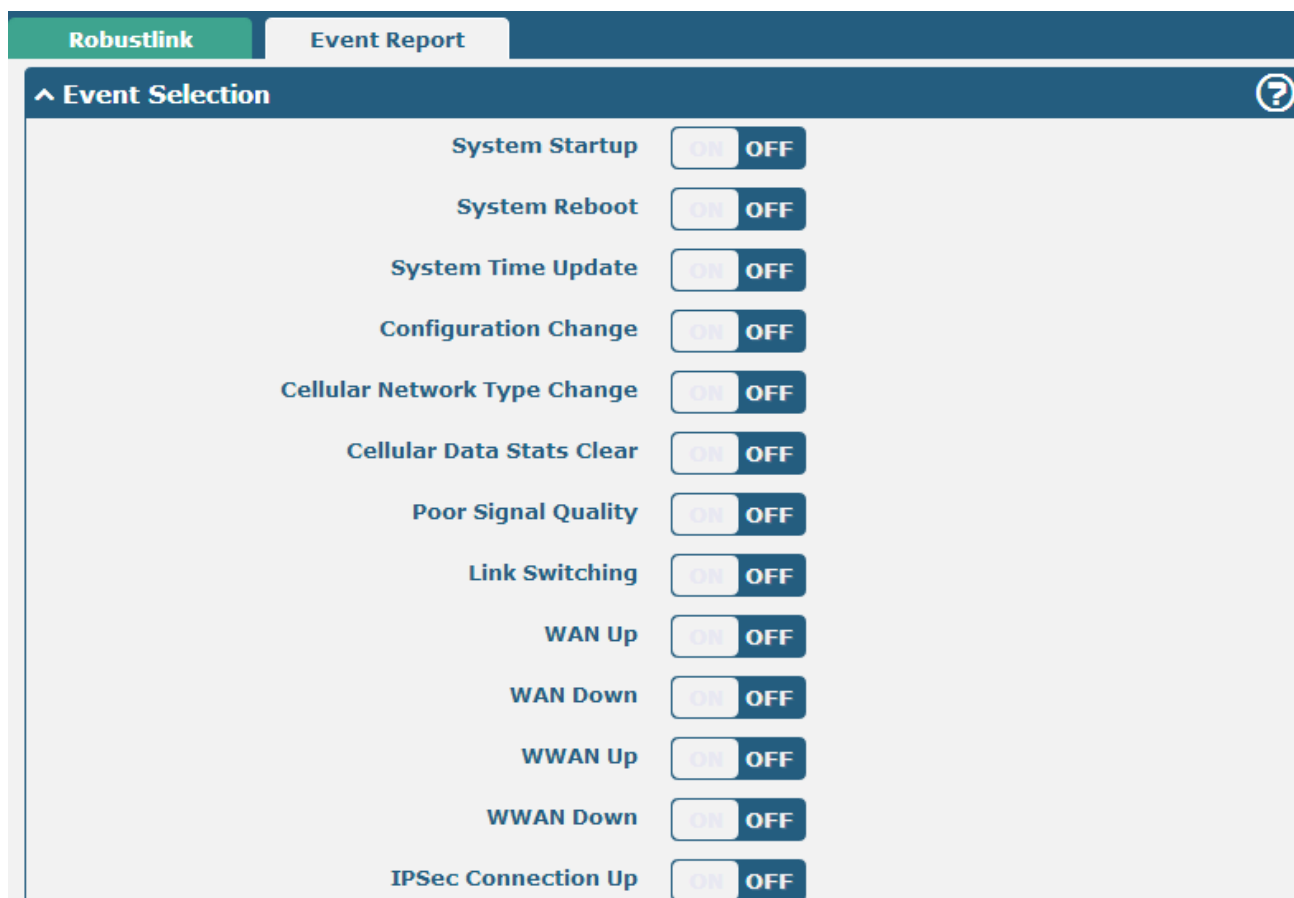 Robustlink Event Report
Event Selection ?
System Startup ON OFF
System Reboot ON OFF
System Time Update ON OFF
Configuration Change ON OFF
Cellular Network Type Change ON OFF
Cellular Data Stats Clear ON OFF
Poor Signal Quality ON OFF
Link Switching ON OFF
WAN Up ON OFF
WAN Down ON OFF
WWAN Up ON OFF
WWAN Down ON OFF
IPSec Connection Up ON OFF